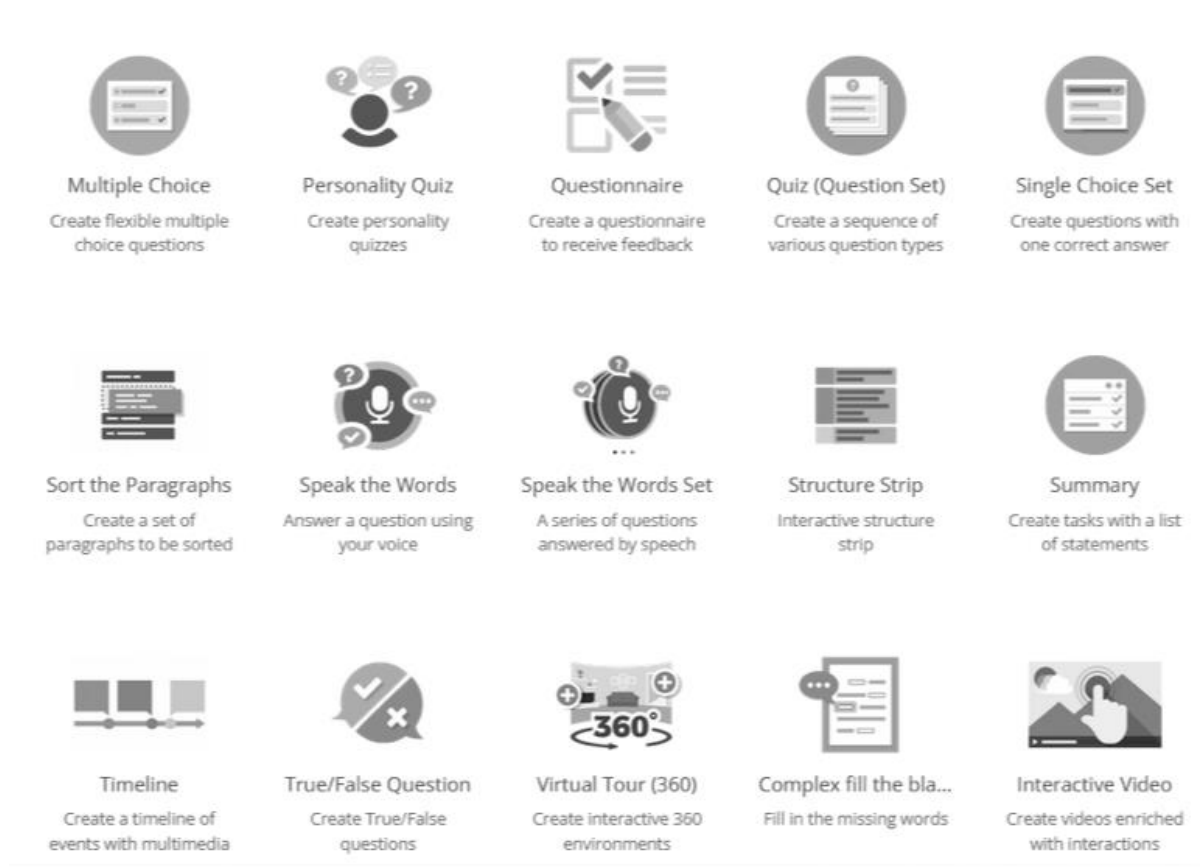 Multiple Choice
Create flexible multiple
choice questions
Personality Quiz
Create personality
quizzes
Questionnaire
Create a questionnaire
to receive feedback
Quiz (Question Set)
Create a sequence of
various question types
Single Choice Set
Create questions with
one correct answer
Sort the Paragraphs
Create a set of
paragraphs to be sorted
Speak the Words
Answer a question using
your voice
Speak the Words Set
A series of questions
answered by speech
Structure Strip
Interactive structure
strip
Summary
Create tasks with a list
of statements
Timeline
Create a timeline of
events with multimedia
True/False Question
Create True/False
questions
360°
Virtual Tour (360)
Create interactive 360
environments
Complex fill the bla...
Fill in the missing words
Interactive Video
Create videos enriched
with interactions